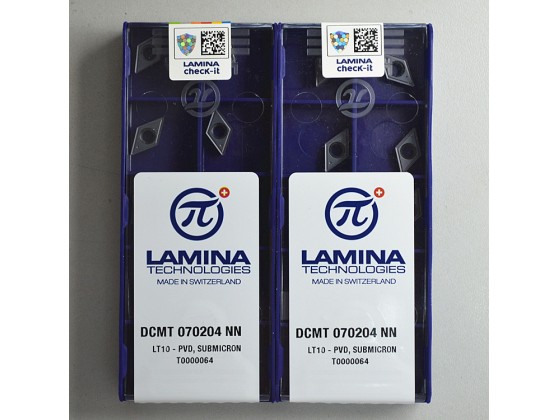 LAMINA
check-it
π
LAMINA
TECHNOLOGIES
MADE IN SWITZERLAND
DCMT 070204 NN
LT10 - PVD, SUBMICRON
T0000064
LAMINA
check-it
π
LAMINA
TECHNOLOGIES
MADE IN SWITZERLAND
DCMT 070204 NN
LT10 - PVD, SUBMICRON
T0000064